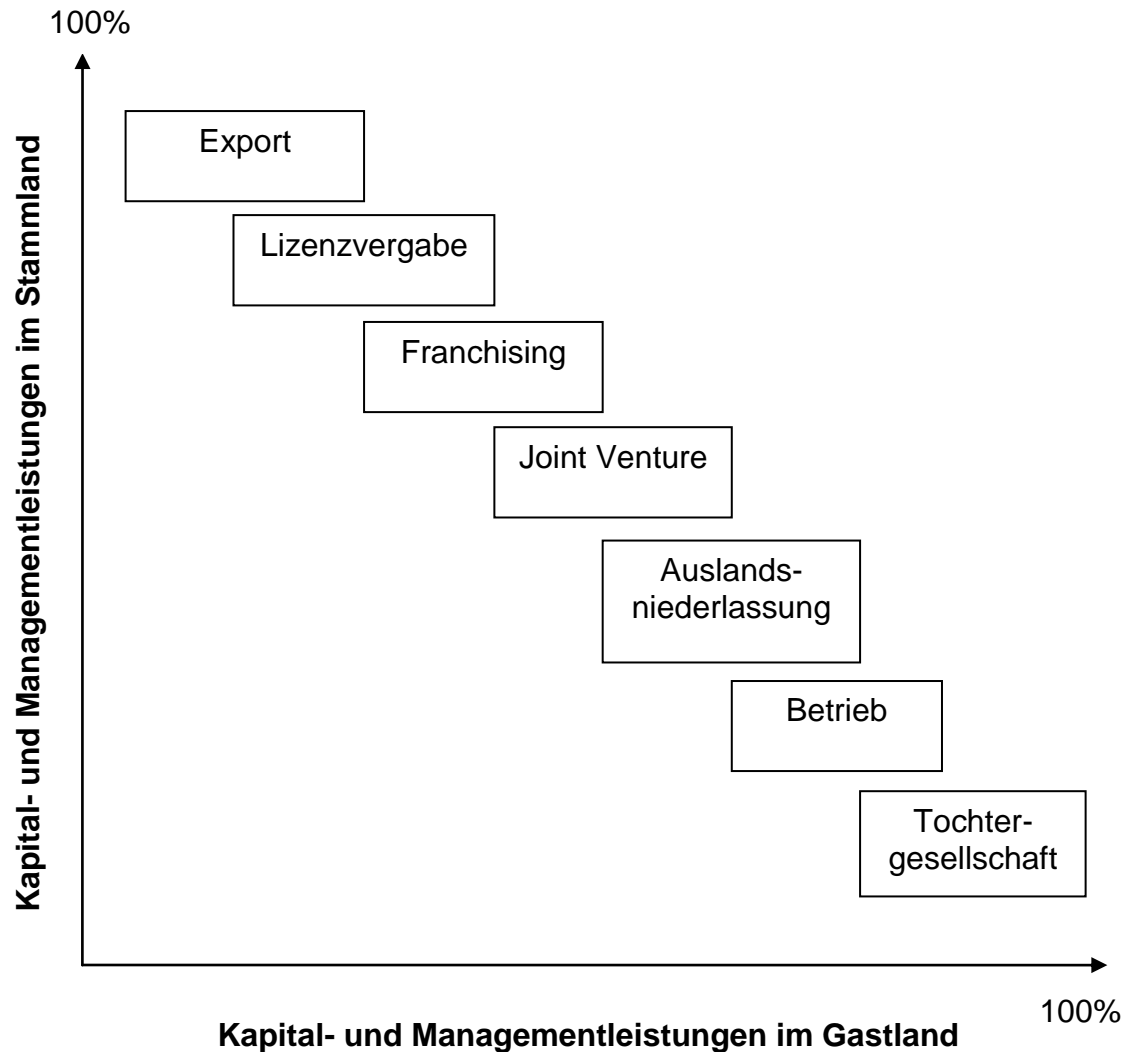 100%
Kapital- und Managementleistungen im Stammland
Export
Lizenzvergabe
Franchising
Joint Venture
Auslands-
niederlassung
Betrieb
Tochter-
gesellschaft
100%
Kapital- und Managementleistungen im Gastland